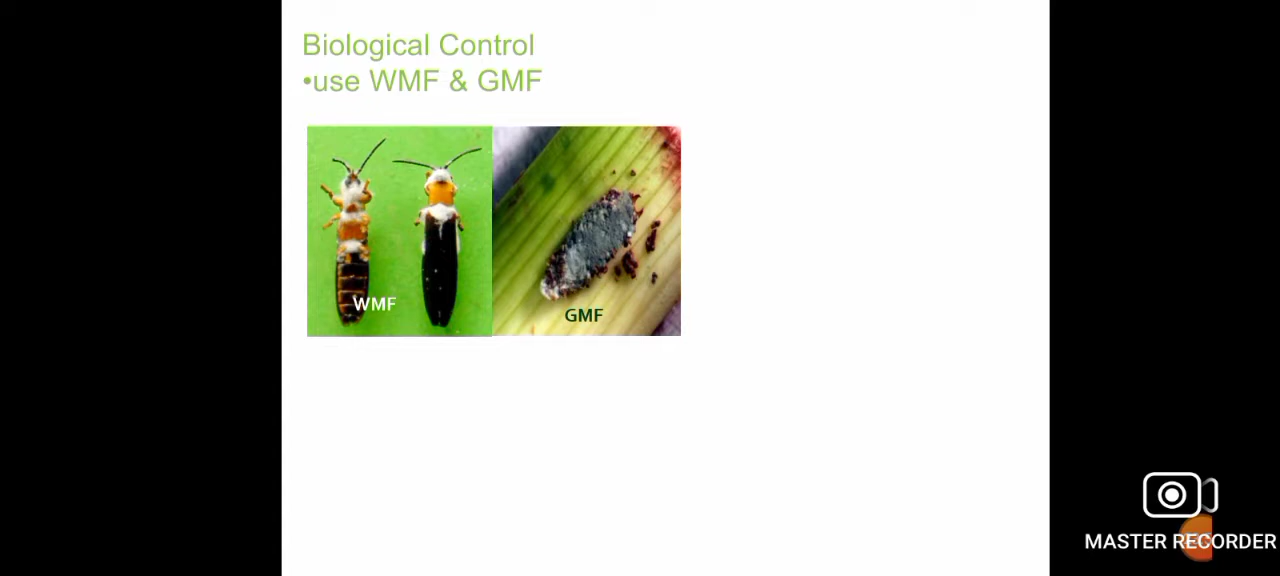 Biological Control
•use WMF & GMF
WMF
GMF
MASTER RECORDER